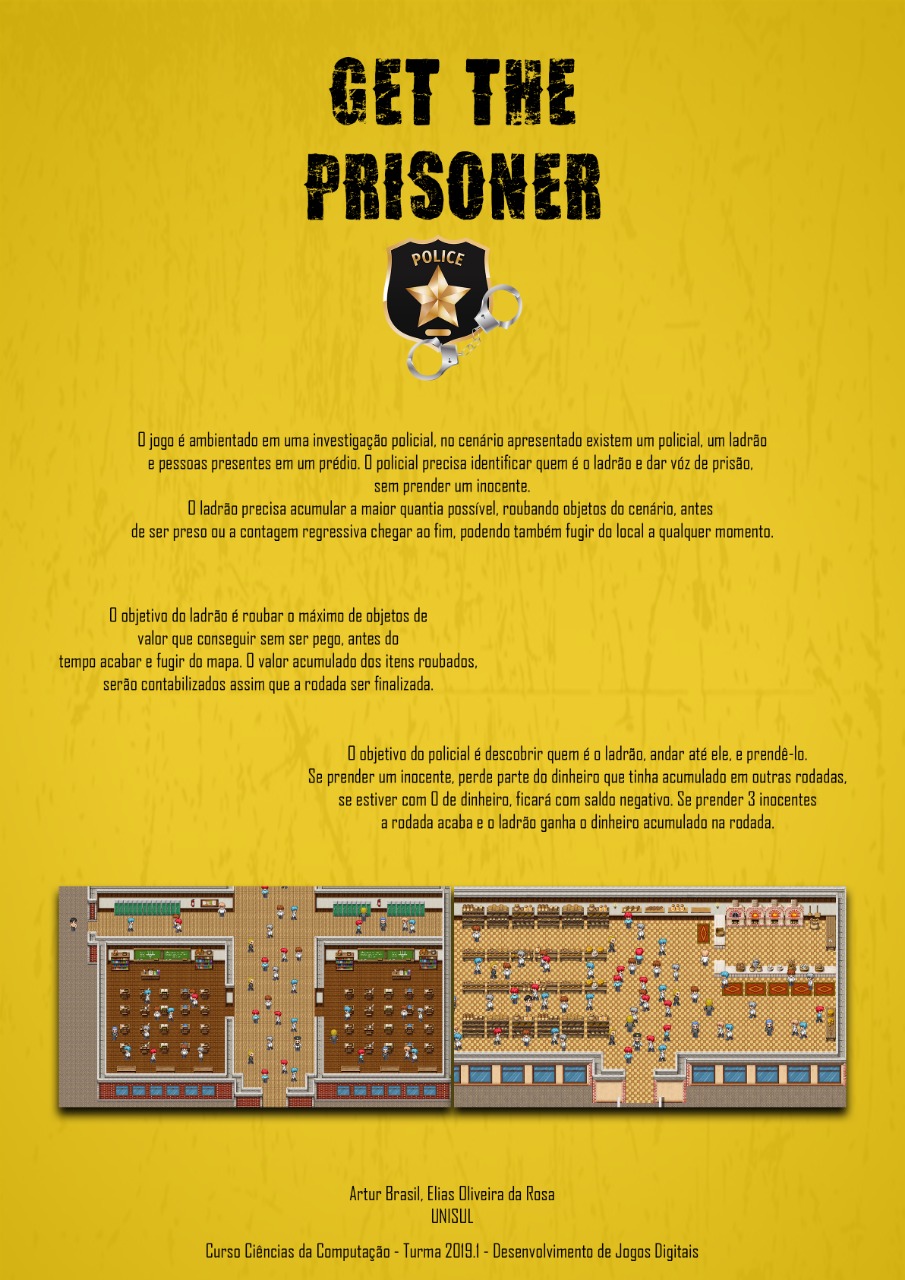 GET THE
PRISONER
POLICE
O jogo é ambientado em uma investigação policial, no cenário apresentado existem um policial, um ladrão
e pessoas presentes em um prédio. O policial precisa identificar quem é o ladrão e dar vóz de prisão,
sem prender um inocente.
O ladrão precisa acumular a maior quantia possível, roubando objetos do cenário, antes
de ser preso ou a contagem regressiva chegar ao fim, podendo também fugir do local a qualquer momento.
O objetivo do ladrão é roubar o máximo de objetos de
valor que conseguir sem ser pego, antes do
tempo acabar e fugir do mapa. O valor acumulado dos itens roubados,
serão contabilizados assim que a rodada ser finalizada.
O objetivo do policial é descobrir quem é o ladrão, andar até ele, e prendê-lo.
Se prender um inocente, perde parte do dinheiro que tinha acumulado em outras rodadas,
se estiver com 0 de dinheiro, ficará com saldo negativo. Se prender 3 inocentes
a rodada acaba e o ladrão ganha o dinheiro acumulado na rodada.
Artur Brasil, Elias Oliveira da Rosa
UNISUL
Curso Ciências da Computação - Turma 2019.1 - Desenvolvimento de Jogos Digitais